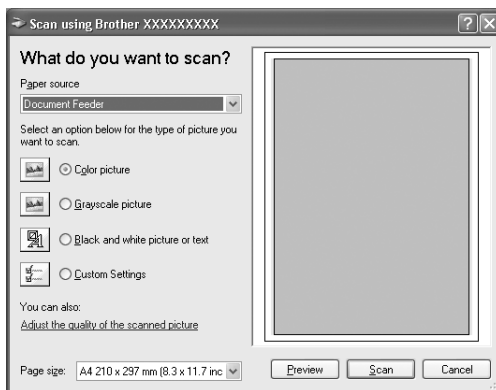 Scan using Brother XXXXXXXXX
What do you want to scan?
Paper source
Document Feeder
Select an option below for the type of picture you
want to scan.
Color picture
Grayscale picture
Black and white picture or text
Custom Settings
You can also:
Adjust the quality of the scanned picture
Page size: A4 210 x 297 mm (8.3 x 11.7 inc
Preview Scan Cancel